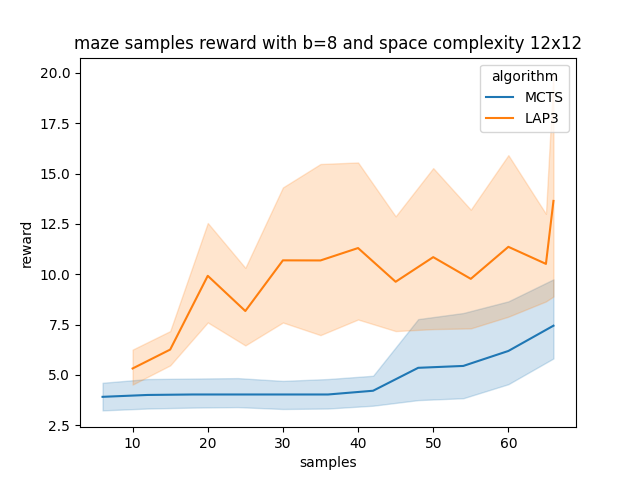 maze samples reward with b=8 and space complexity 12x12
algorithm
MCTS
LAP3
reward
20.0
17.5
15.0
12.5
10.0
7.5
5.0
2.5
10 20 30 40 50 60
samples